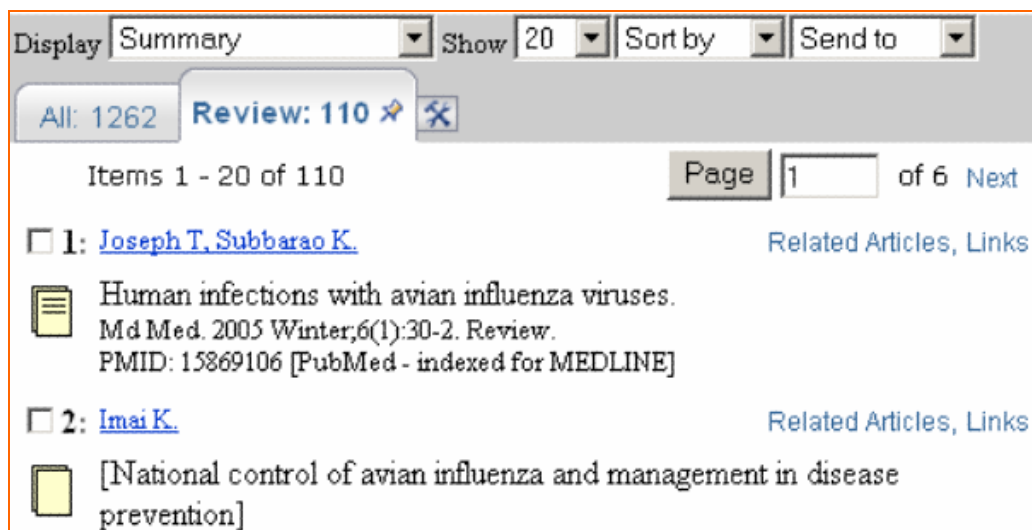 Display Summary Show 20 Sort by Send to
All: 1262 Review: 110
Items 1 - 20 of 110 Page 1 of 6 Next
1: Joseph T, Subbarao K. Related Articles, Links
Human infections with avian influenza viruses.
Md Med. 2005 Winter;6(1):30-2. Review.
PMID: 15869106 [PubMed - indexed for MEDLINE]
2: Imai K. Related Articles, Links
[National control of avian influenza and management in disease
prevention]